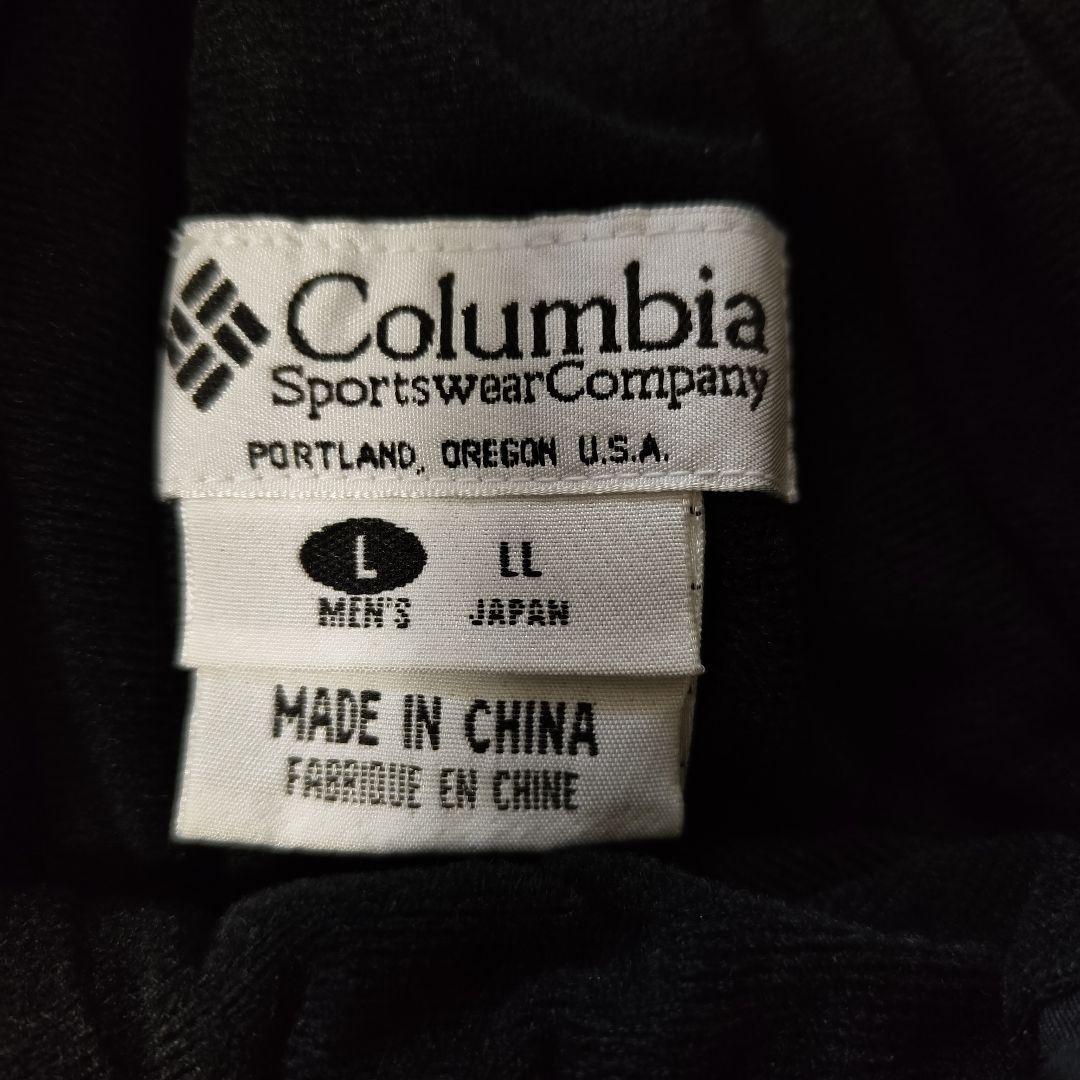 Columbia
SportswearCompany
PORTLAND, OREGON U.S.A.
L LL
MEN'S JAPAN
MADE IN CHINA
FABRIQUE EN CHINE